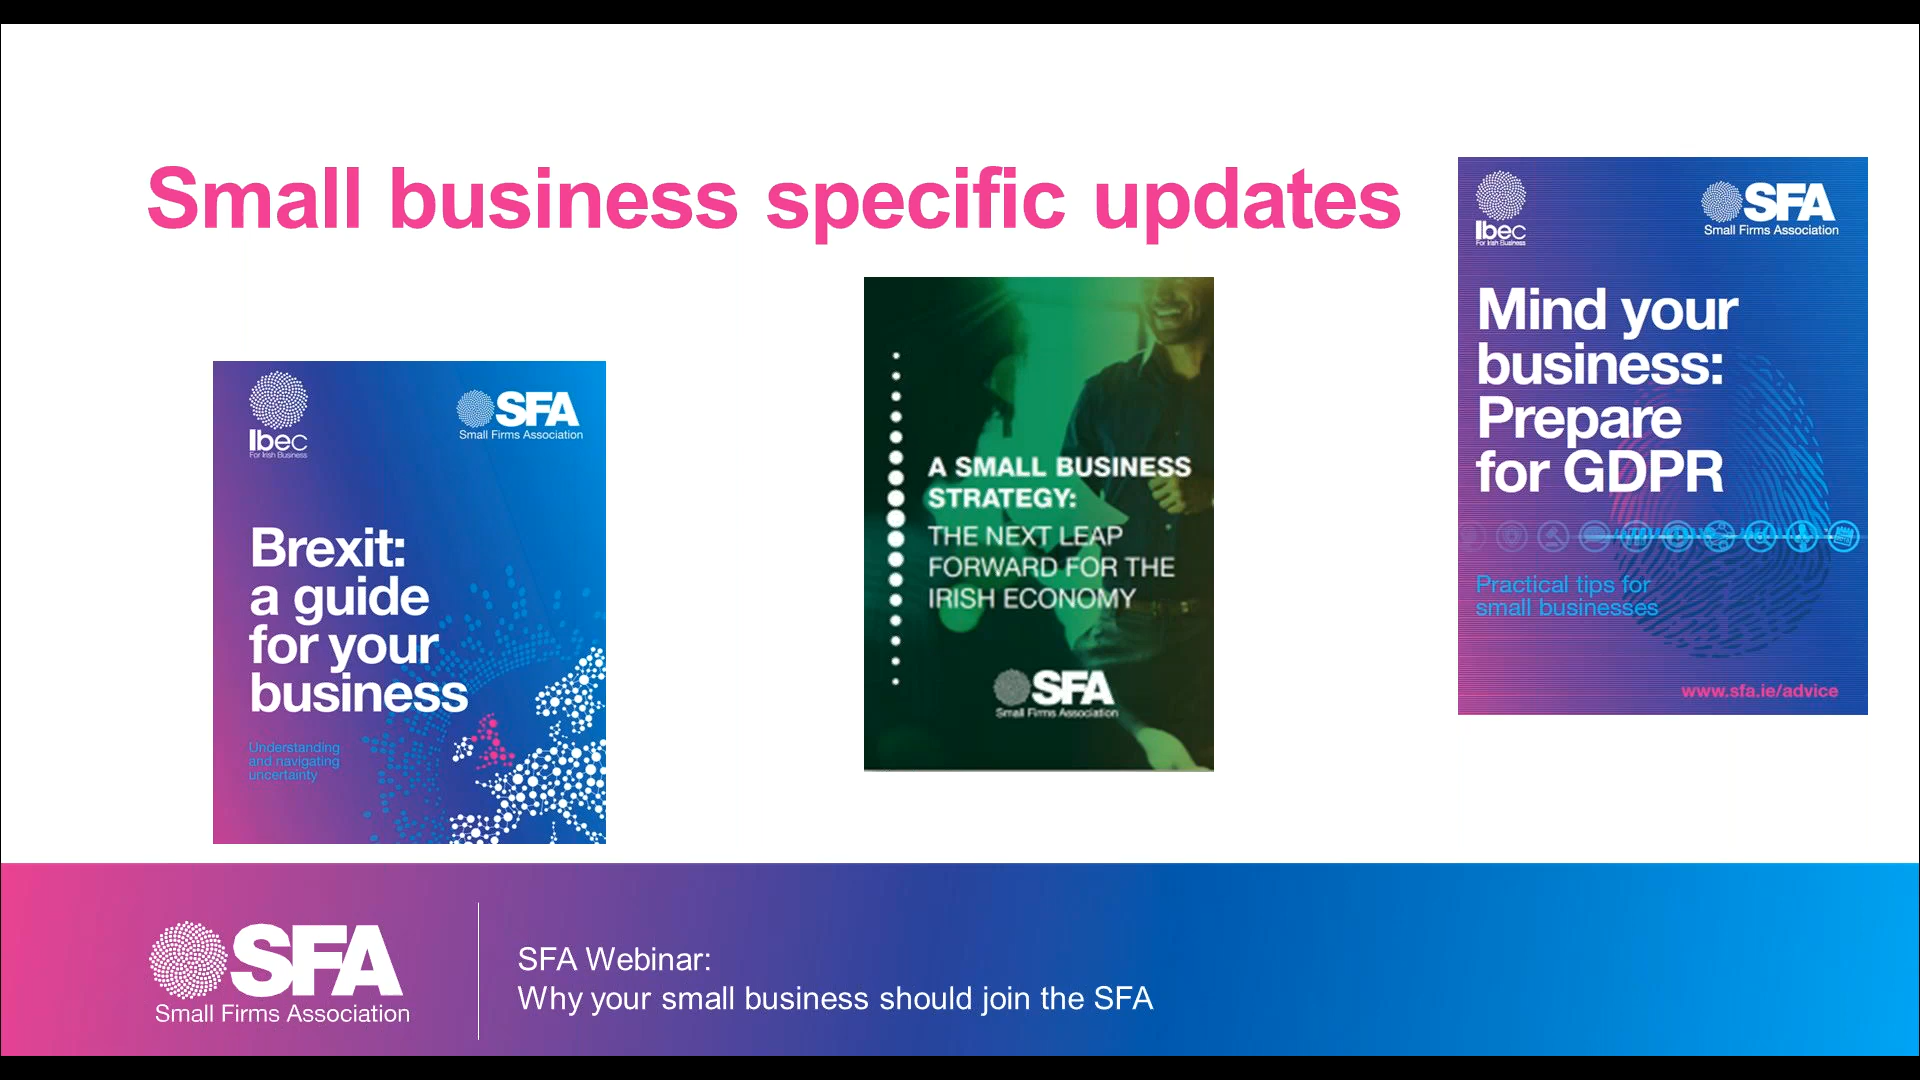 Small business specific updates
Ibec
For Irish Business
SFA
Small Firms Association
Brexit:
a guide
for your
business
Understanding
and navigating
uncertainty
A SMALL BUSINESS
STRATEGY:
THE NEXT LEAP
FORWARD FOR THE
IRISH ECONOMY
SFA
Small Firms Association
Ibec
For Irish Business
SFA
Small Firms Association
Mind your
business:
Prepare
for GDPR
Practical tips for
small businesses
www.sfa.ie/advice
SFA
Small Firms Association
SFA Webinar:
Why your small business should join the SFA